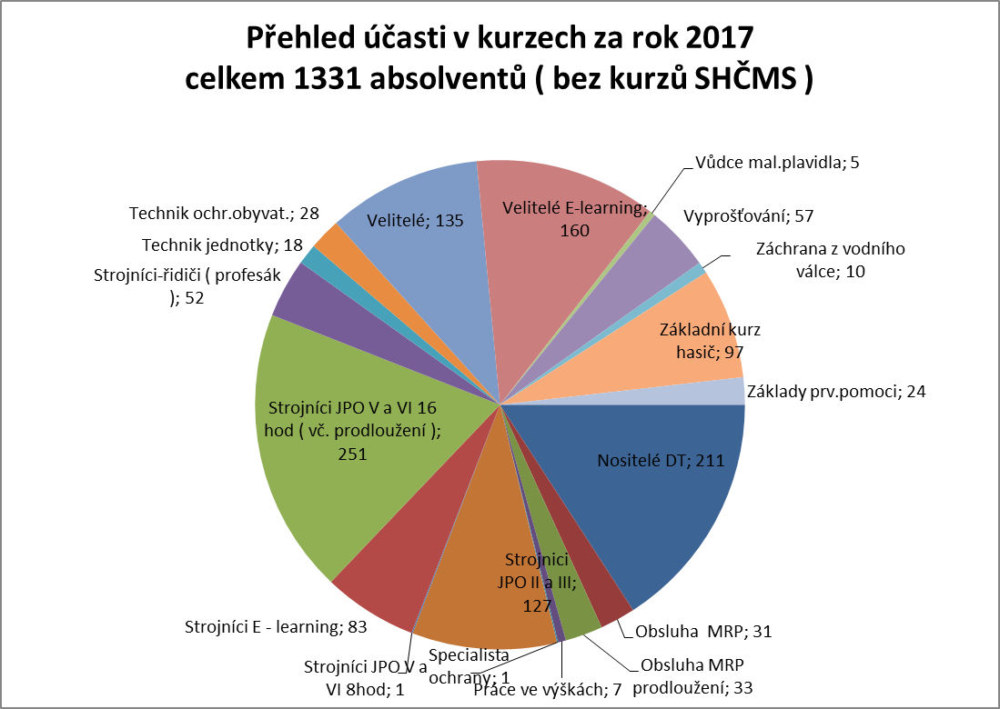 Přehled účasti v kurzech za rok 2017
celkem 1331 absolventů ( bez kurzů SHČMS )
Vůdce mal.plavidla; 5
Velitelé E-learning;
160
Vyprošťování; 57
Záchrana z vodního
válce; 10
Základní kurz
hasič; 97
Základy prv.pomoci; 24
Nositelé DT; 211
Obsluha  MRP; 31
Obsluha MRP
prodloužení; 33
Práce ve výškách; 7
Specialista
ochrany; 1
Strojnici
JPO II a III;
127
Strojníci JPO V a
VI 8hod; 1
Strojníci E - learning; 83
Strojníci JPO V a VI 16
hod ( vč. prodloužení );
251
Strojníci-řidiči ( profesák
); 52
Technik jednotky; 18
Technik ochr.obyvat.; 28
Velitelé; 135